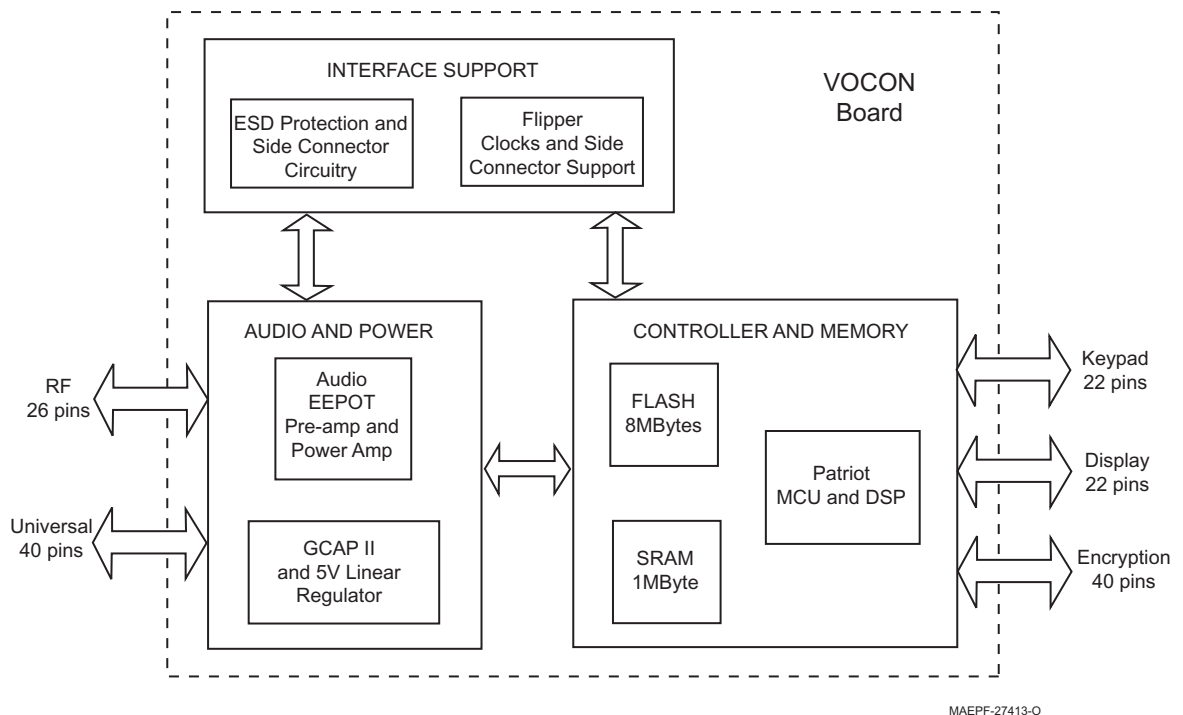 INTERFACE SUPPORT
VOCON
Board
ESD Protection and
Side Connector
Circuitry
Flipper
Clocks and Side
Connector Support
AUDIO AND POWER
CONTROLLER AND MEMORY
RF
26 pins
Audio
EEPOT
Pre-amp and
Power Amp
FLASH
8MBytes
Patriot
MCU and DSP
Keypad
22 pins
Display
22 pins
Universal
40 pins
GCAP II
and 5V Linear
Regulator
SRAM
1MByte
Encryption
40 pins
MAEPF-27413-O